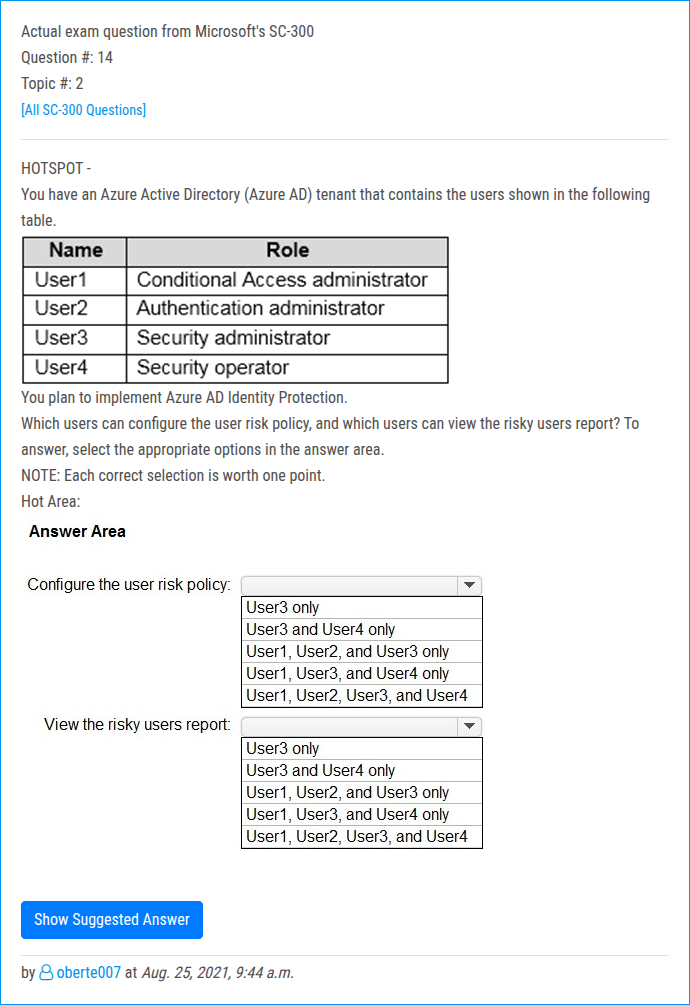 Actual exam question from Microsoft's SC-300
Question #: 14
Topic #: 2
[All SC-300 Questions]
HOTSPOT -
You have an Azure Active Directory (Azure AD) tenant that contains the users shown in the following
table.
Name Role
User1 Conditional Access administrator
User2 Authentication administrator
User3 Security administrator
User4 Security operator
You plan to implement Azure AD Identity Protection.
Which users can configure the user risk policy, and which users can view the risky users report? To
answer, select the appropriate options in the answer area.
NOTE: Each correct selection is worth one point.
Hot Area:
Answer Area
Configure the user risk policy:
User3 only
User3 and User4 only
User1, User2, and User3 only
User1, User3, and User4 only
User1, User2, User3, and User4
View the risky users report:
User3 only
User3 and User4 only
User1, User2, and User3 only
User1, User3, and User4 only
User1, User2, User3, and User4
Show Suggested Answer
by oberte007 at Aug. 25, 2021, 9:44 a.m.